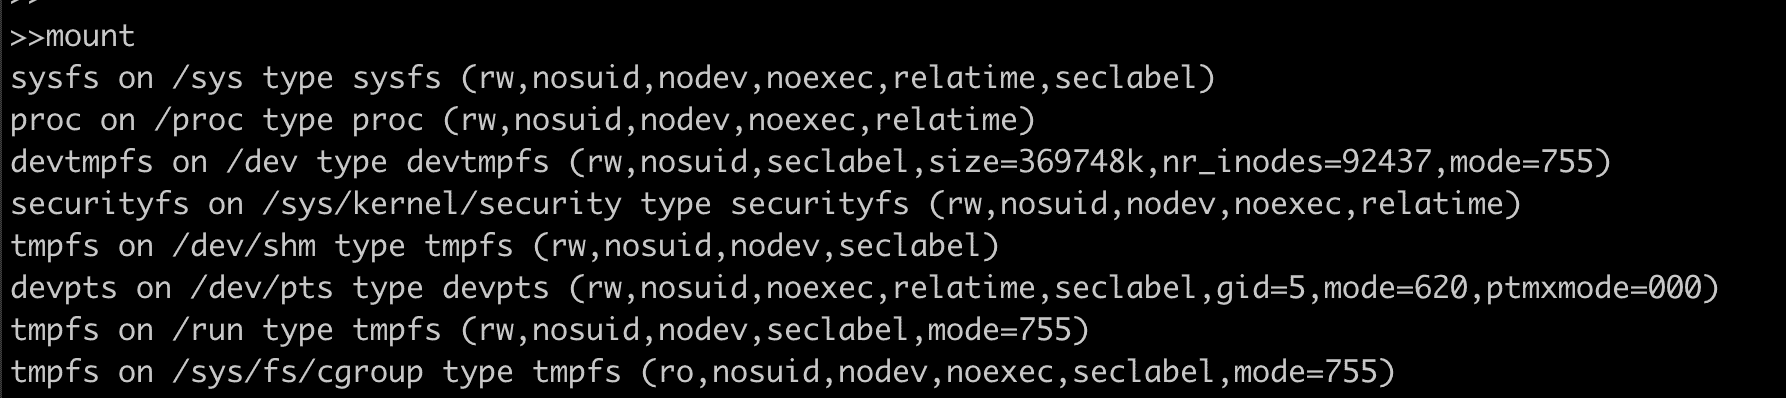 >>
>>mount
sysfs on /sys type sysfs (rw,nosuid,nodev,noexec,relatime,seclabel)
proc on /proc type proc (rw,nosuid,nodev,noexec,relatime)
devtmpfs on /dev type devtmpfs (rw,nosuid,seclabel,size=369748k,nr_inodes=92437,mode=755)
securityfs on /sys/kernel/security type securityfs (rw,nosuid,nodev,noexec,relatime)
tmpfs on /dev/shm type tmpfs (rw,nosuid,nodev,seclabel)
devpts on /dev/pts type devpts (rw,nosuid,noexec,relatime,seclabel,gid=5,mode=620,ptmxmode=000)
tmpfs on /run type tmpfs (rw,nosuid,nodev,seclabel,mode=755)
tmpfs on /sys/fs/cgroup type tmpfs (ro,nosuid,nodev,noexec,seclabel,mode=755)